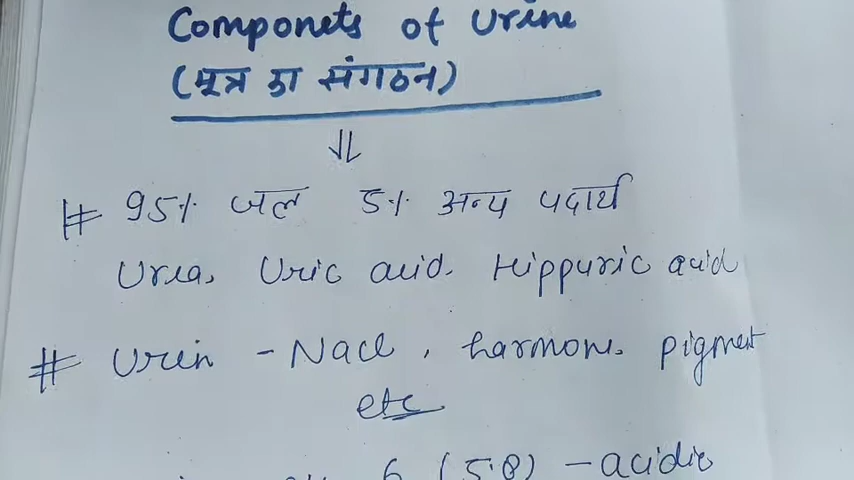 Componets of urine
(मूत्र का संगठन)
# 95% जल 5% अन्य पदार्थ
Urea, Uric acid. Hippuric acid
# Urin - Nacl, harmon. pigment
etc
6 (5.8) - acidic